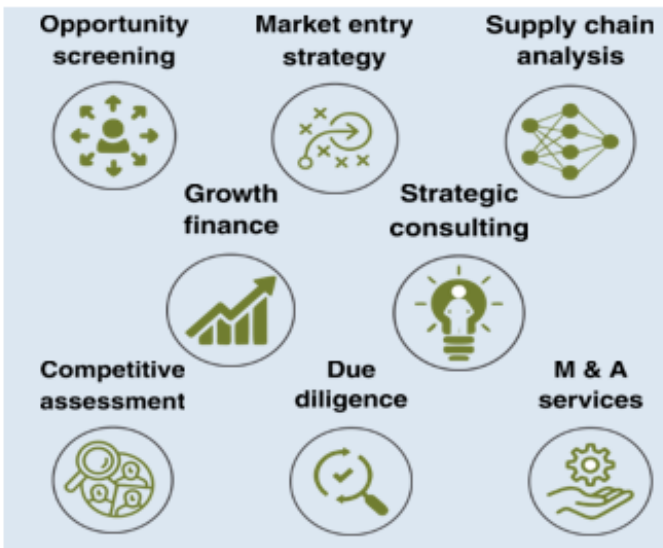 Opportunity
screening
Market entry
strategy
Supply chain
analysis
Growth
finance
Strategic
consulting
Competitive
assessment
Due
diligence
M & A
services